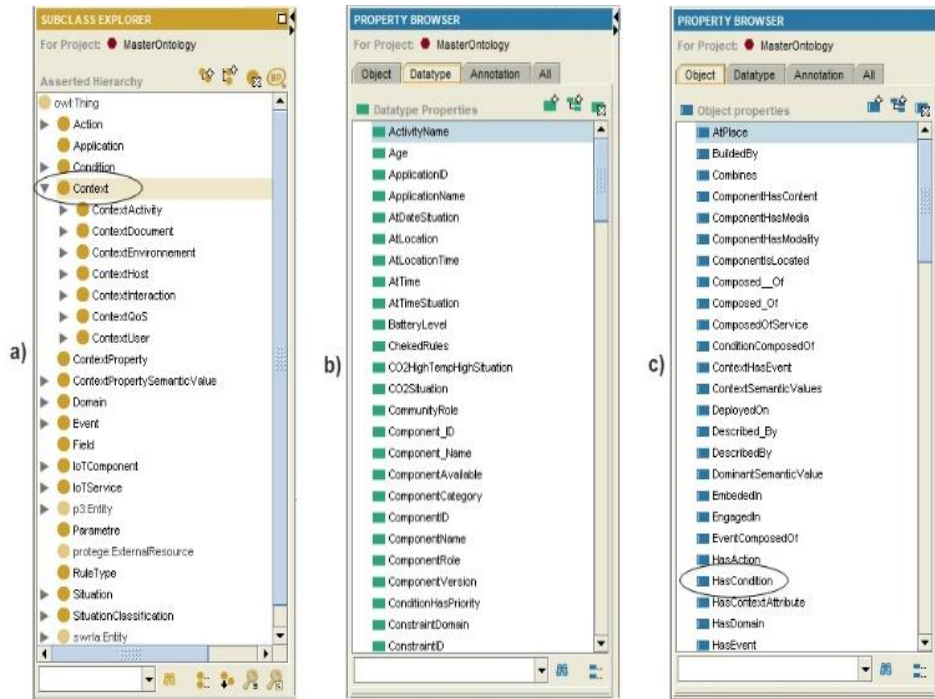 a)
SUBCLASS EXPLORER
For Project: MasterOntology
Asserted Hierarchy
owl:Thing
Action
Application
Condition
Context
ContextActivity
ContextDocument
ContextEnvironnement
ContextHost
ContextInteraction
ContextQoS
ContextUser
ContextProperty
ContextPropertySemanticValue
Domain
Event
Field
IoTComponent
IoTService
p3:Entity
Parametre
protege:ExternalResource
RuleType
Situation
SituationClassification
swrla:Entity
b)
PROPERTY BROWSER
For Project: MasterOntology
Object Datatype Annotation All
Datatype Properties
ActivityName
Age
ApplicationID
ApplicationName
AtDateSituation
AtLocation
AtLocationTime
AtTime
AtTimeSituation
BatteryLevel
ChekedRules
CO2HighTempHighSituation
CO2Situation
CommunityRole
Component_ID
Component_Name
ComponentAvailable
ComponentCategory
ComponentID
ComponentName
ComponentRole
ComponentVersion
ConditionHasPriority
ConstraintDomain
ConstraintID
c)
PROPERTY BROWSER
For Project: MasterOntology
Object Datatype Annotation All
Object properties
AtPlace
BuildedBy
Combines
ComponentHasContent
ComponentHasMedia
ComponentHasModality
ComponentIsLocated
Composed__Of
Composed_Of
ComposedOfService
ConditionComposedOf
ContextHasEvent
ContextSemanticValues
DeployedOn
Described_By
DescribedBy
DominantSemanticValue
EmbededIn
EngagedIn
EventComposedOf
HasAction
HasCondition
HasContextAttribute
HasDomain
HasEvent